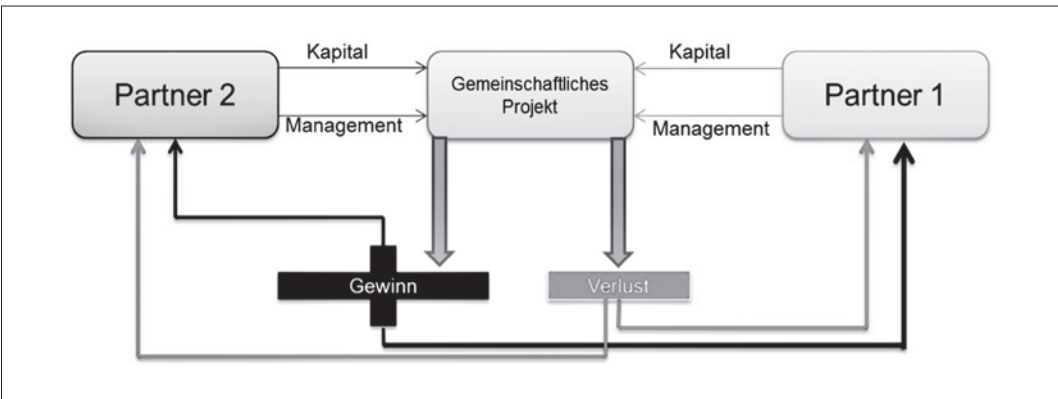 Kapital
Kapital
Partner 2
Gemeinschaftliches
Projekt
Partner 1
Management
Management
Gewinn
Verlust